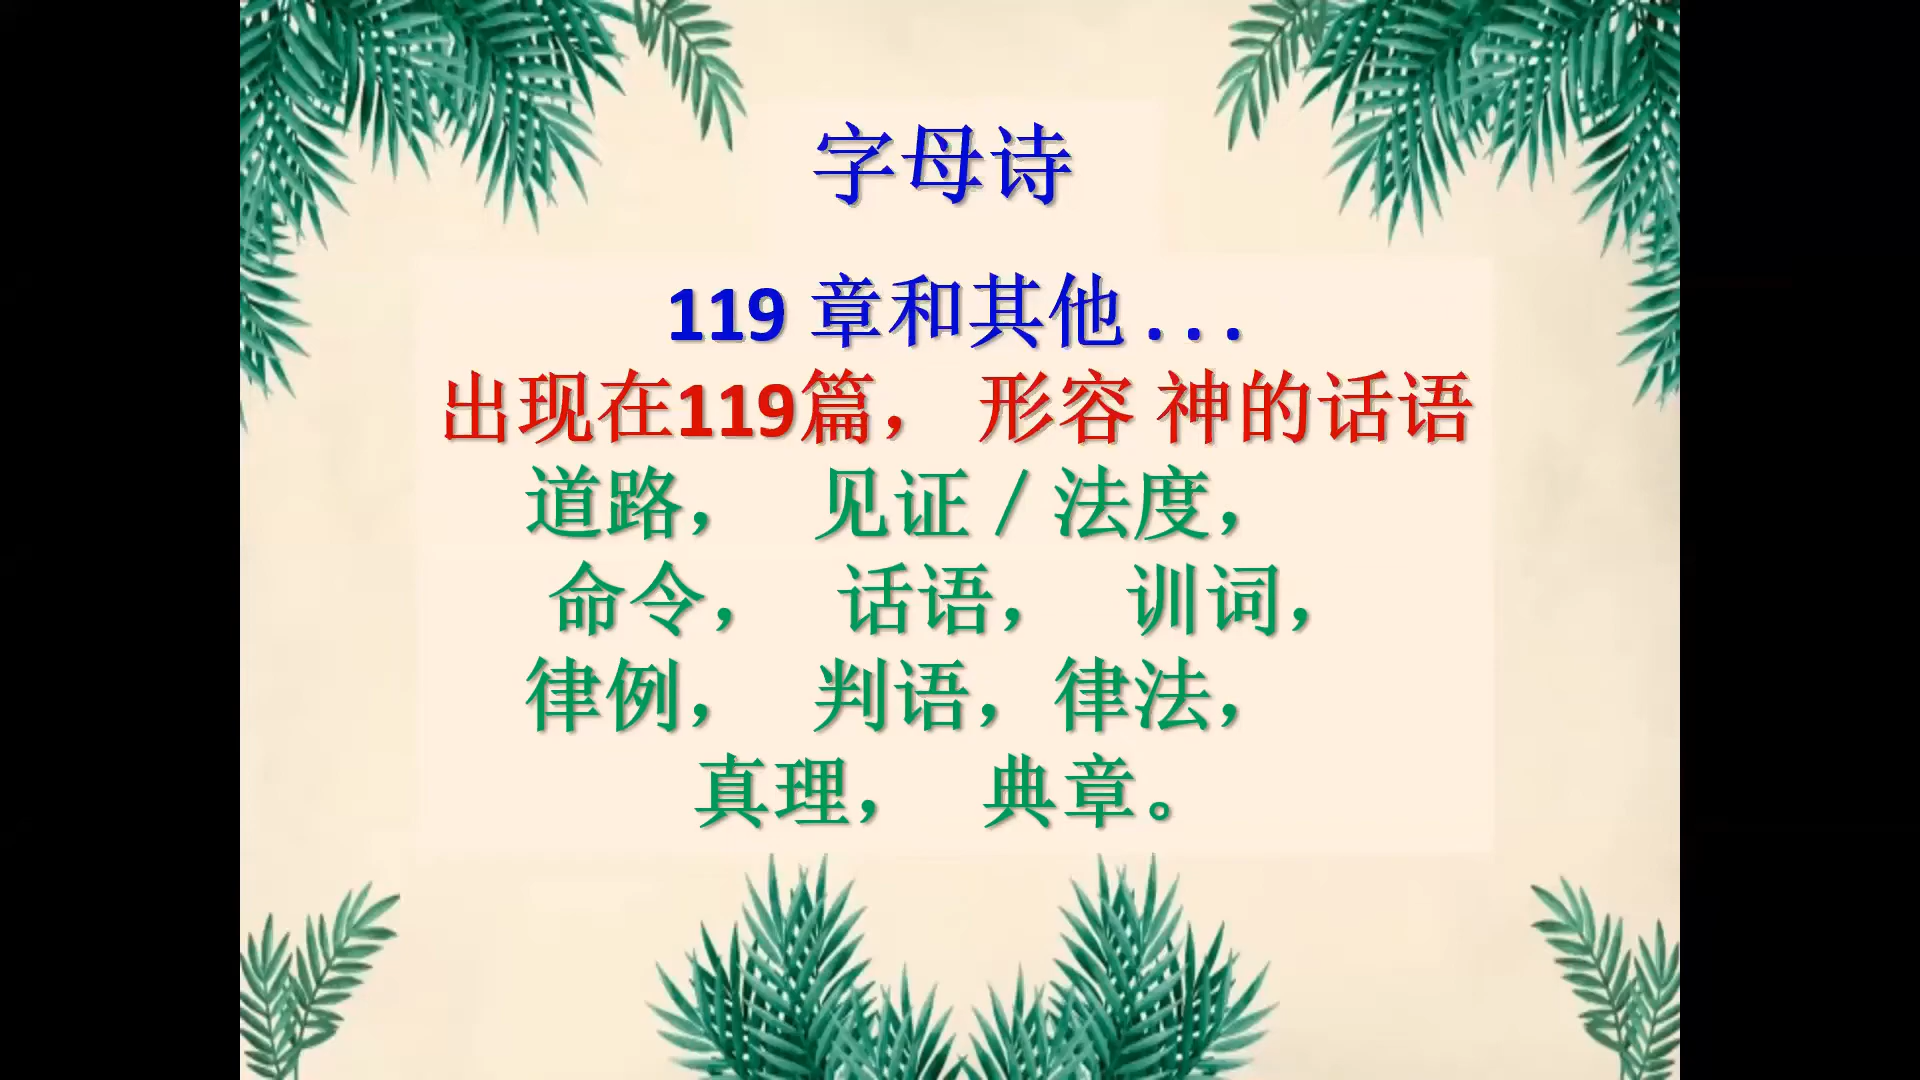 字母诗
119 章和其他 . . .
出现在119篇， 形容 神的话语
道路， 见证 / 法度，
命令， 话语， 训词，
律例， 判语，律法，
真理， 典章。